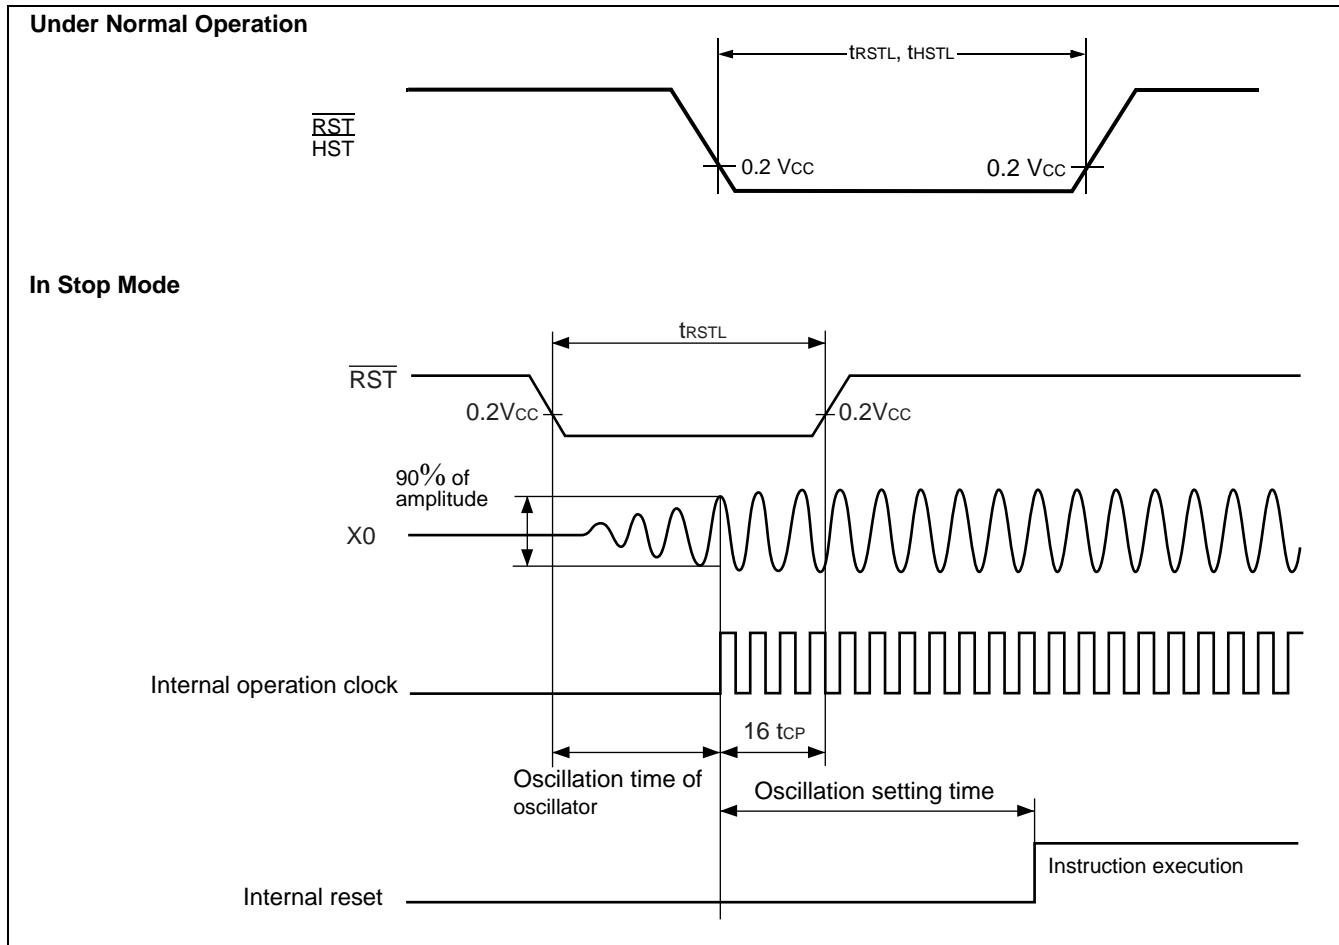 Under Normal Operation
tRSTL, tHSTL
RST
HST
0.2 VCC
0.2 VCC
In Stop Mode
tRSTL
RST
0.2VCC
0.2VCC
90% of
amplitude
X0
Internal operation clock
16 tCP
Oscillation time of
oscillator
Oscillation setting time
Instruction execution
Internal reset